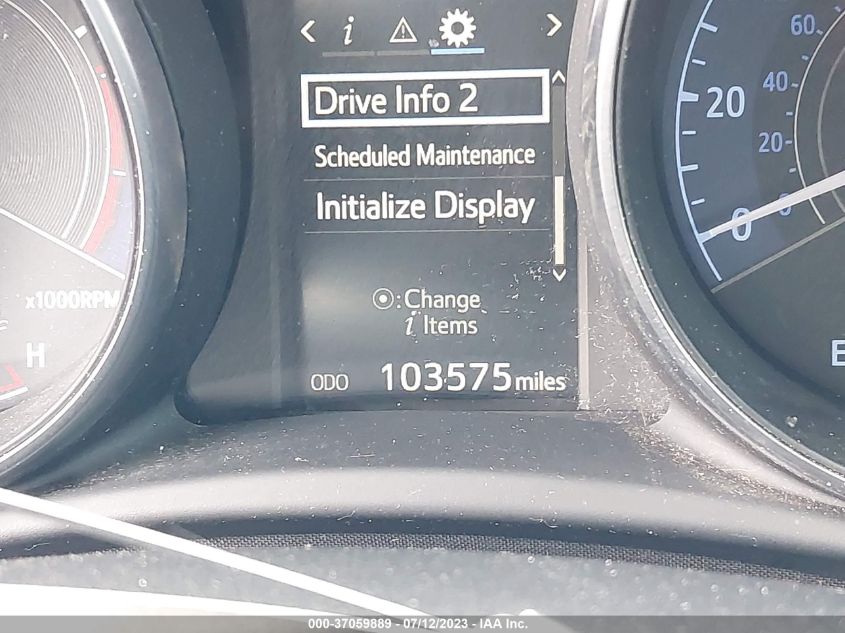 i
Drive Info 2
Scheduled Maintenance
Initialize Display
:Change
i Items
ODO 103575 miles
x1000RPM
H
60
40
20
20
0
0
E
000-37059889 - 07/12/2023 - IAA Inc.